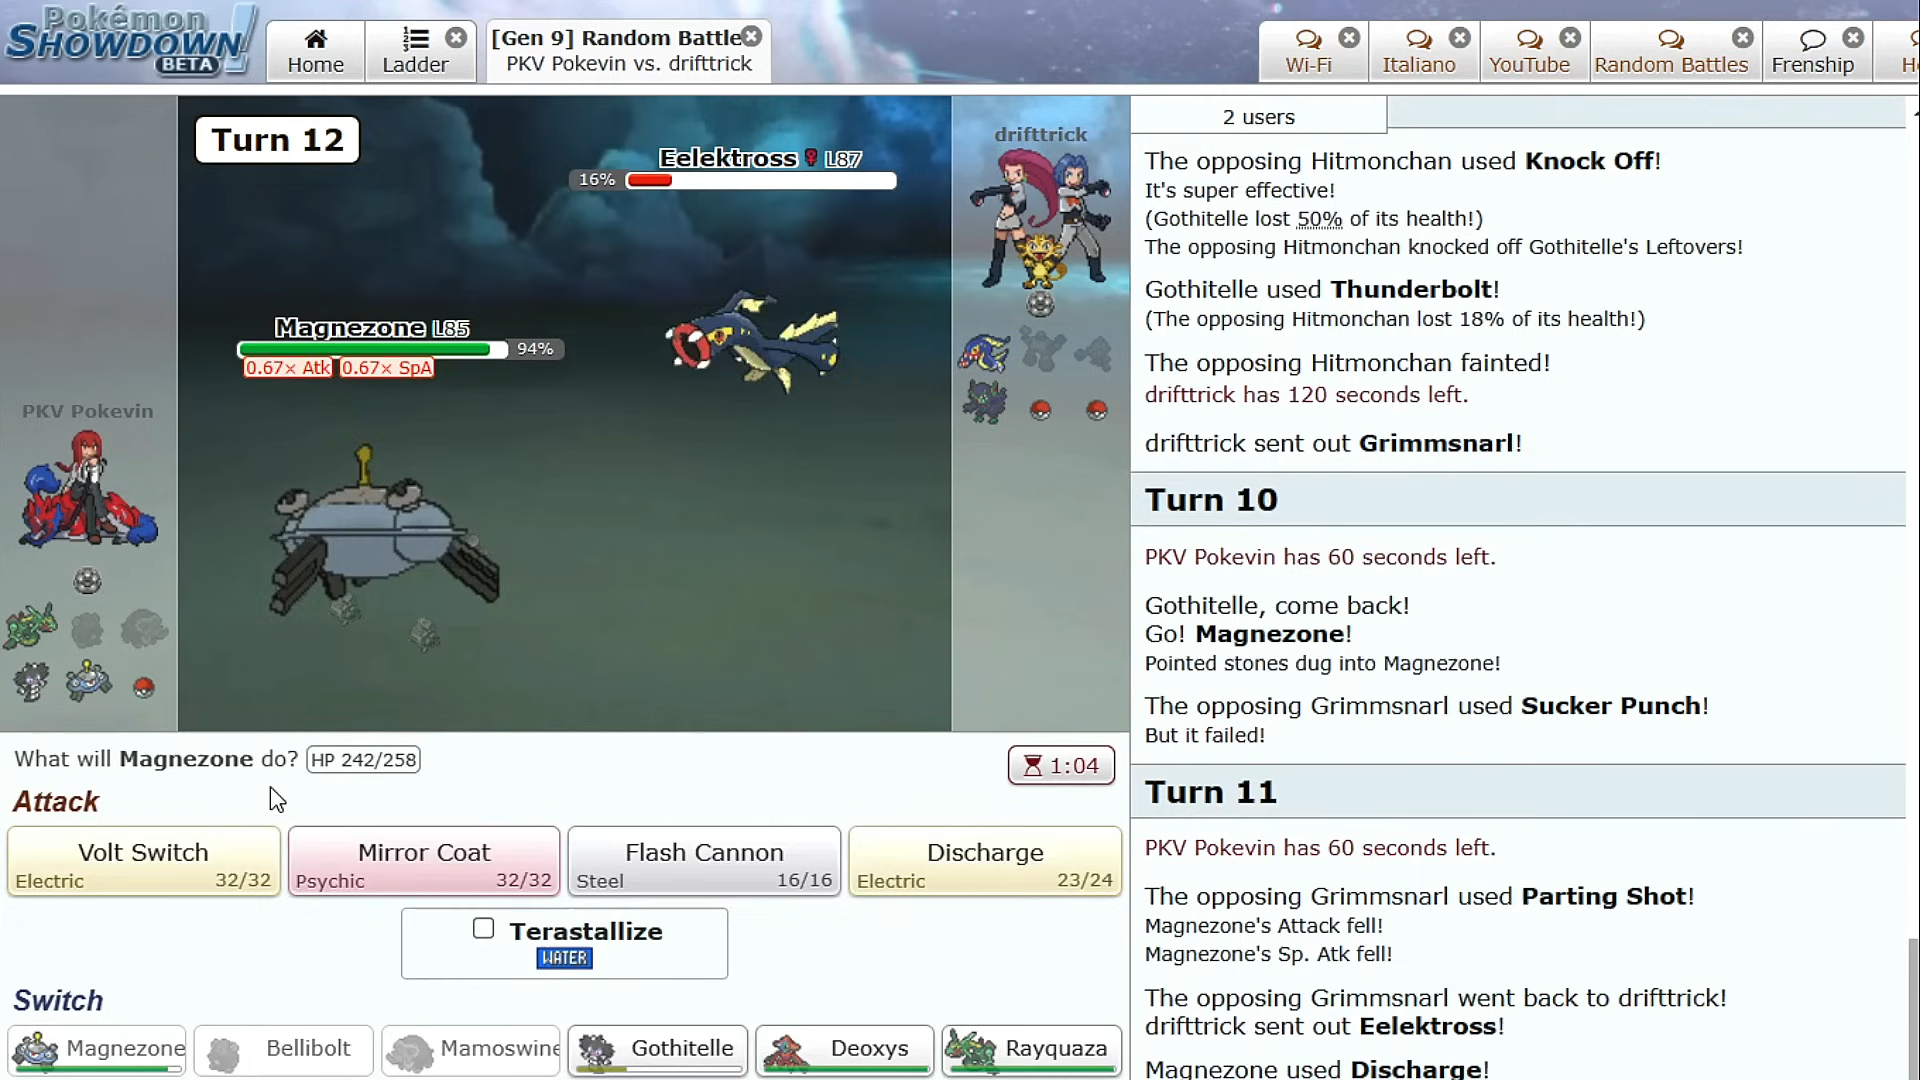 Pokémon
SHOWDOWN!
BETA
Home
Ladder
[Gen 9] Random Battle
PKV Pokevin vs. drifttrick
Wi-Fi
Italiano
YouTube
Random Battles
Frenship
Turn 12
Eelektross L87
16%
Magnezone L85
94%
0.67× Atk 0.67× SpA
PKV Pokevin
drifttrick
2 users
The opposing Hitmonchan used Knock Off!
It's super effective!
(Gothitelle lost 50% of its health!)
The opposing Hitmonchan knocked off Gothitelle's Leftovers!
Gothitelle used Thunderbolt!
(The opposing Hitmonchan lost 18% of its health!)
The opposing Hitmonchan fainted!
drifttrick has 120 seconds left.
drifttrick sent out Grimmsnarl!
Turn 10
PKV Pokevin has 60 seconds left.
Gothitelle, come back!
Go! Magnezone!
Pointed stones dug into Magnezone!
The opposing Grimmsnarl used Sucker Punch!
But it failed!
Turn 11
PKV Pokevin has 60 seconds left.
The opposing Grimmsnarl used Parting Shot!
Magnezone's Attack fell!
Magnezone's Sp. Atk fell!
The opposing Grimmsnarl went back to drifttrick!
drifttrick sent out Eelektross!
Magnezone used Discharge!
What will Magnezone do? HP 242/258
1:04
Attack
Volt Switch
Electric 32/32
Mirror Coat
Psychic 32/32
Flash Cannon
Steel 16/16
Discharge
Electric 23/24
Terastallize
WATER
Switch
Magnezone
Bellibolt
Mamoswine
Gothitelle
Deoxys
Rayquaza